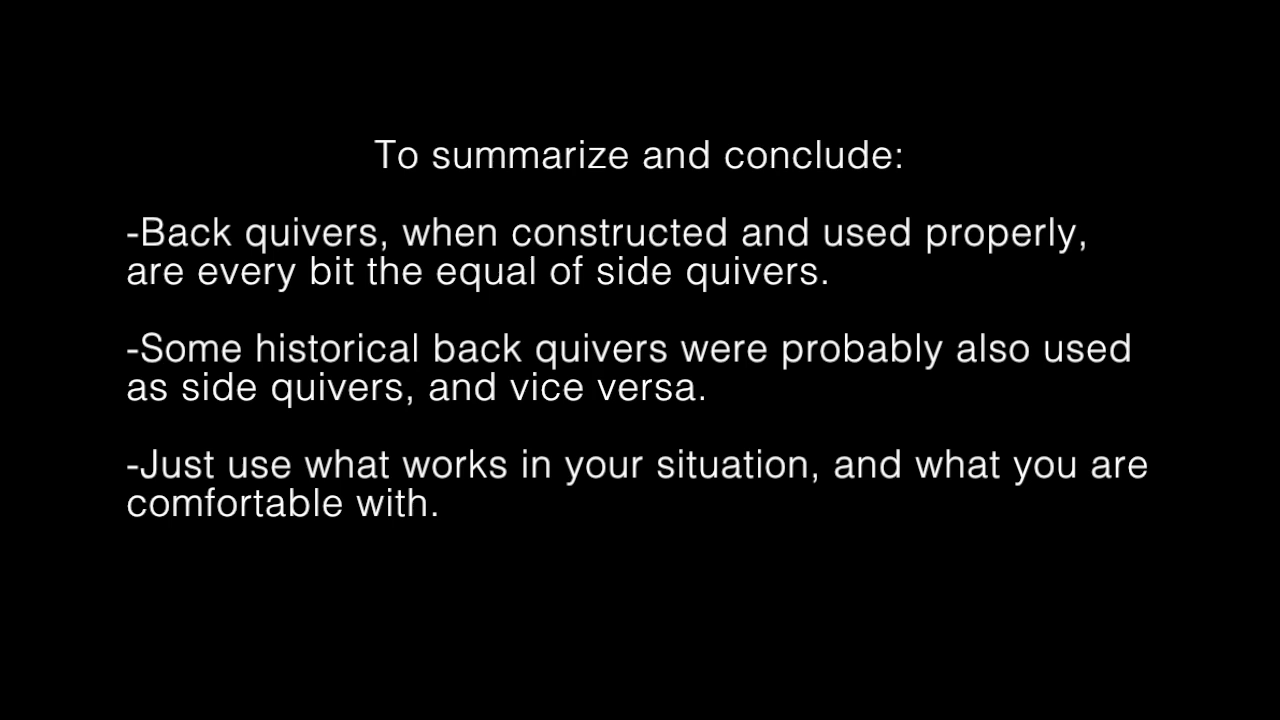 To summarize and conclude:
-Back quivers, when constructed and used properly,
are every bit the equal of side quivers.
-Some historical back quivers were probably also used
as side quivers, and vice versa.
-Just use what works in your situation, and what you are
comfortable with.